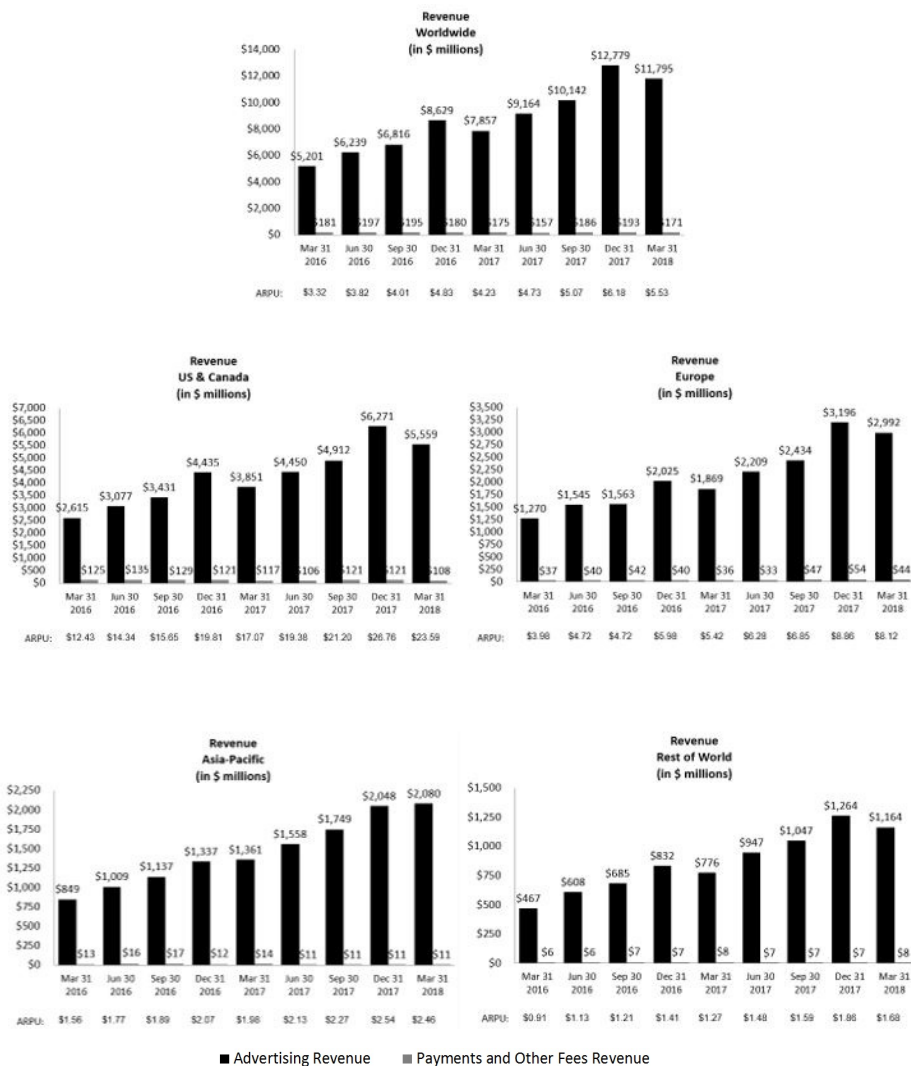 Revenue
Worldwide
(in $ millions)
$14,000
$12,000
$10,000
$8,000
$6,000
$4,000
$2,000
$0
$5,201 $6,239 $6,816 $8,629 $7,857 $9,164 $10,142 $12,779 $11,795
$181 $197 $195 $180 $175 $157 $186 $193 $171
Mar 31 Jun 30 Sep 30 Dec 31 Mar 31 Jun 30 Sep 30 Dec 31 Mar 31
2016 2016 2016 2016 2017 2017 2017 2017 2018
ARPU: $3.32 $3.82 $4.01 $4.83 $4.23 $4.73 $5.07 $6.18 $5.53
Revenue
US & Canada
(in $ millions)
$7,000
$6,500
$6,000
$5,500
$5,000
$4,500
$4,000
$3,500
$3,000
$2,500
$2,000
$1,500
$1,000
$500
$0
$2,615 $3,077 $3,431 $4,435 $3,851 $4,450 $4,912 $6,271 $5,559
$125 $135 $129 $121 $117 $106 $121 $121 $108
Mar 31 Jun 30 Sep 30 Dec 31 Mar 31 Jun 30 Sep 30 Dec 31 Mar 31
2016 2016 2016 2016 2017 2017 2017 2017 2018
ARPU: $12.43 $14.34 $15.65 $19.81 $17.07 $19.38 $21.20 $26.76 $23.59
Revenue
Europe
(in $ millions)
$3,500
$3,250
$3,000
$2,750
$2,500
$2,250
$2,000
$1,750
$1,500
$1,250
$1,000
$750
$500
$250
$0
$1,270 $1,545 $1,563 $2,025 $1,869 $2,209 $2,434 $3,196 $2,992
$37 $40 $42 $40 $36 $33 $47 $54 $44
Mar 31 Jun 30 Sep 30 Dec 31 Mar 31 Jun 30 Sep 30 Dec 31 Mar 31
2016 2016 2016 2016 2017 2017 2017 2017 2018
ARPU: $3.98 $4.72 $4.72 $5.98 $5.42 $6.28 $6.85 $8.86 $8.12
Revenue
Asia-Pacific
(in $ millions)
$2,250
$2,000
$1,750
$1,500
$1,250
$1,000
$750
$500
$250
$0
$849 $1,009 $1,137 $1,337 $1,361 $1,558 $1,749 $2,048 $2,080
$13 $16 $17 $12 $14 $11 $11 $11 $11
Mar 31 Jun 30 Sep 30 Dec 31 Mar 31 Jun 30 Sep 30 Dec 31 Mar 31
2016 2016 2016 2016 2017 2017 2017 2017 2018
ARPU: $1.56 $1.77 $1.89 $2.07 $1.98 $2.13 $2.27 $2.54 $2.46
Revenue
Rest of World
(in $ millions)
$1,500
$1,250
$1,000
$750
$500
$250
$0
$467 $608 $685 $832 $776 $947 $1,047 $1,264 $1,164
$6 $6 $7 $7 $8 $7 $7 $7 $8
Mar 31 Jun 30 Sep 30 Dec 31 Mar 31 Jun 30 Sep 30 Dec 31 Mar 31
2016 2016 2016 2016 2017 2017 2017 2017 2018
ARPU: $0.91 $1.13 $1.21 $1.41 $1.27 $1.48 $1.59 $1.86 $1.68
Advertising Revenue Payments and Other Fees Revenue